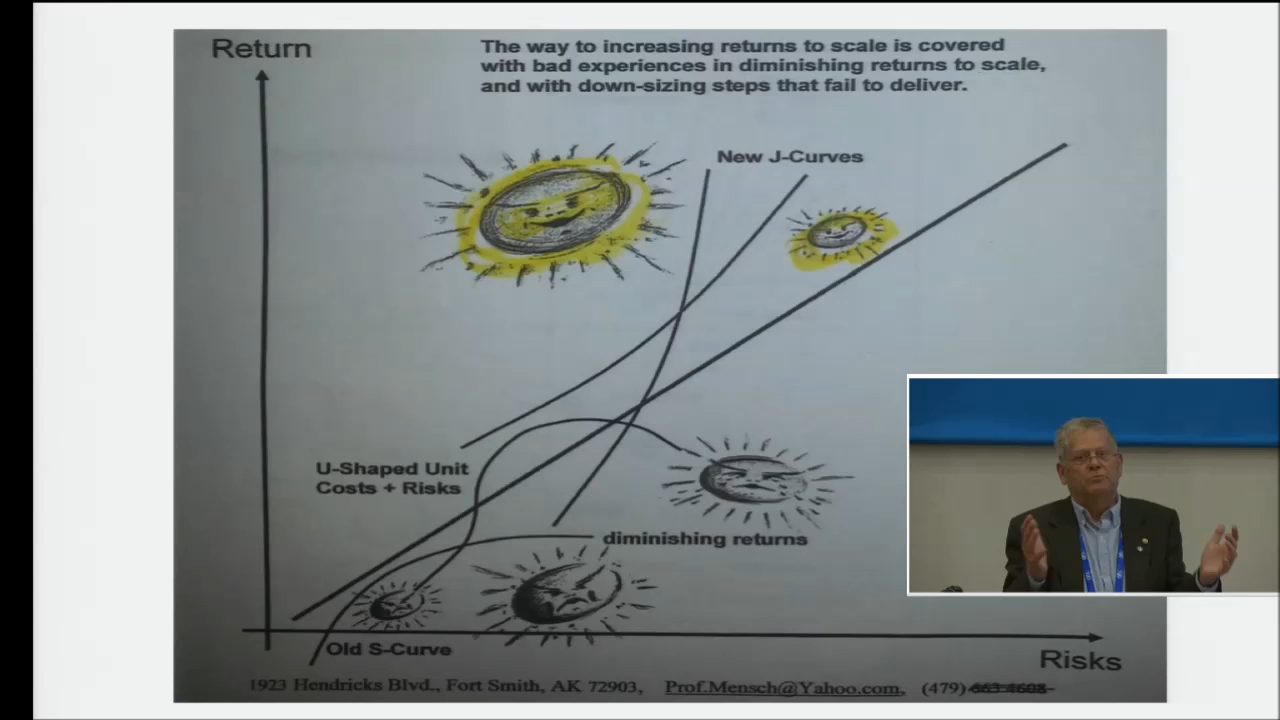 Return
The way to increasing returns to scale is covered
with bad experiences in diminishing returns to scale,
and with down-sizing steps that fail to deliver.
New J-Curves
U-Shaped Unit
Costs + Risks
diminishing returns
Old S-Curve
Risks
1923 Hendricks Blvd., Fort Smith, AK 72903, Prof.Mensch@Yahoo.com, (479)